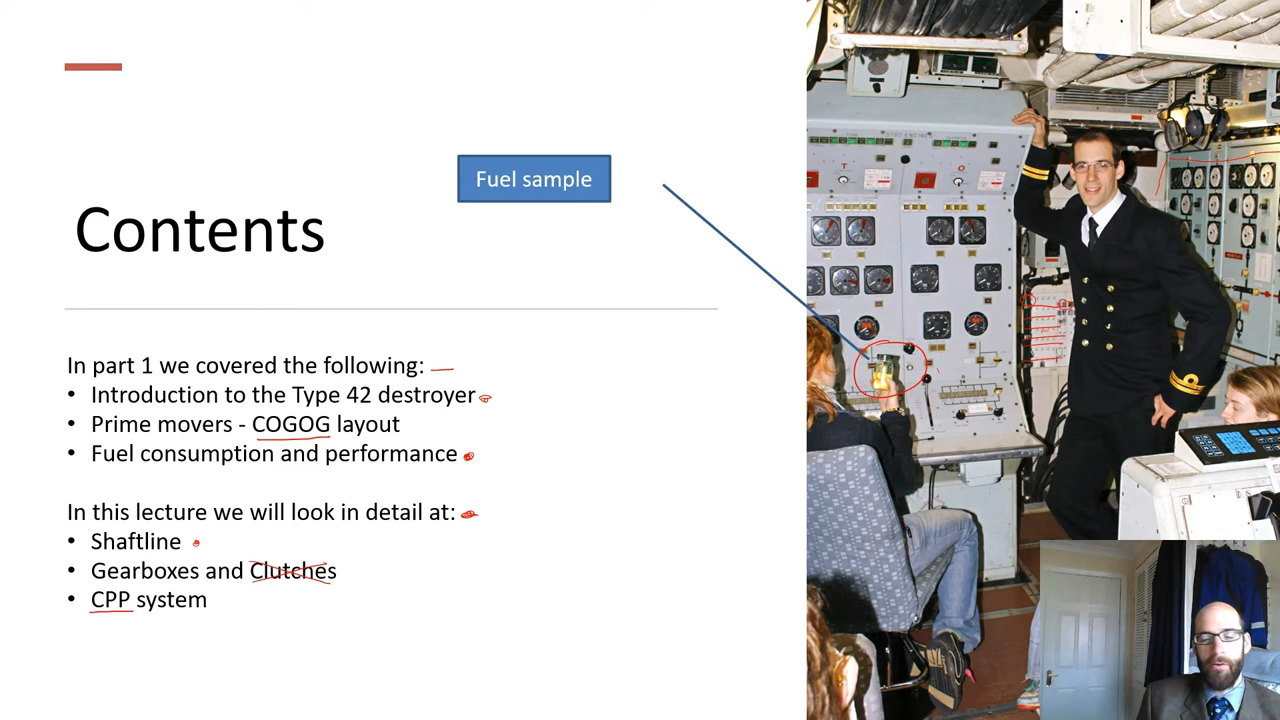 Fuel sample
Contents
In part 1 we covered the following:
• Introduction to the Type 42 destroyer
• Prime movers - COGOG layout
• Fuel consumption and performance
In this lecture we will look in detail at:
• Shaftline
• Gearboxes and Clutches
• CPP system